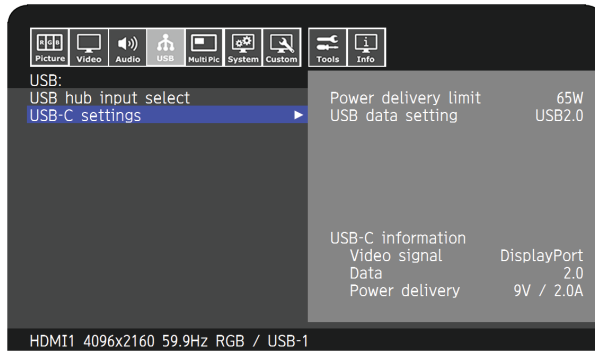 RGB
Picture Video Audio USB Multi Pic System Custom Tools Info
USB:
USB hub input select
USB-C settings
Power delivery limit 65W
USB data setting USB2.0
USB-C information
Video signal DisplayPort
Data 2.0
Power delivery 9V / 2.0A
HDMI1 4096x2160 59.9Hz RGB / USB-1